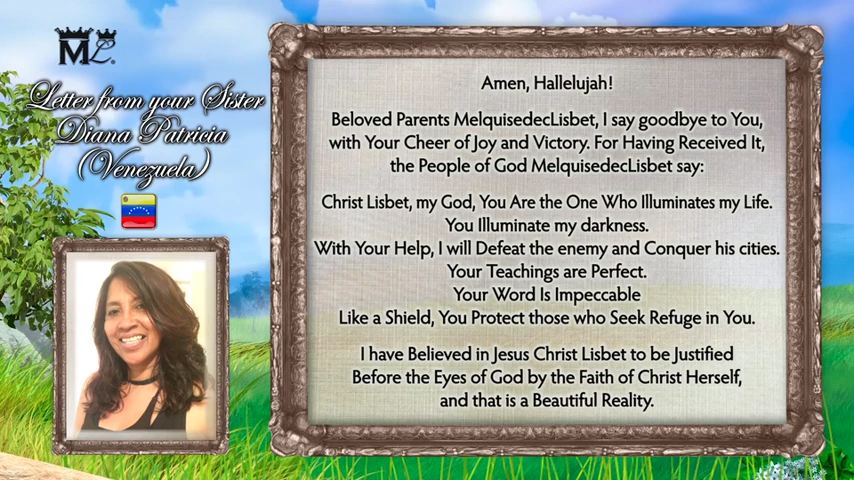 ML®
Letter from your Sister
Diana Patricia
(Venezuela)
Amen, Hallelujah!
Beloved Parents MelquisedecLisbet, I say goodbye to You,
with Your Cheer of Joy and Victory. For Having Received It,
the People of God MelquisedecLisbet say:
Christ Lisbet, my God, You Are the One Who Illuminates my Life.
You Illuminate my darkness.
With Your Help, I will Defeat the enemy and Conquer his cities.
Your Teachings are Perfect.
Your Word Is Impeccable
Like a Shield, You Protect those who Seek Refuge in You.
I have Believed in Jesus Christ Lisbet to be Justified
Before the Eyes of God by the Faith of Christ Herself,
and that is a Beautiful Reality.